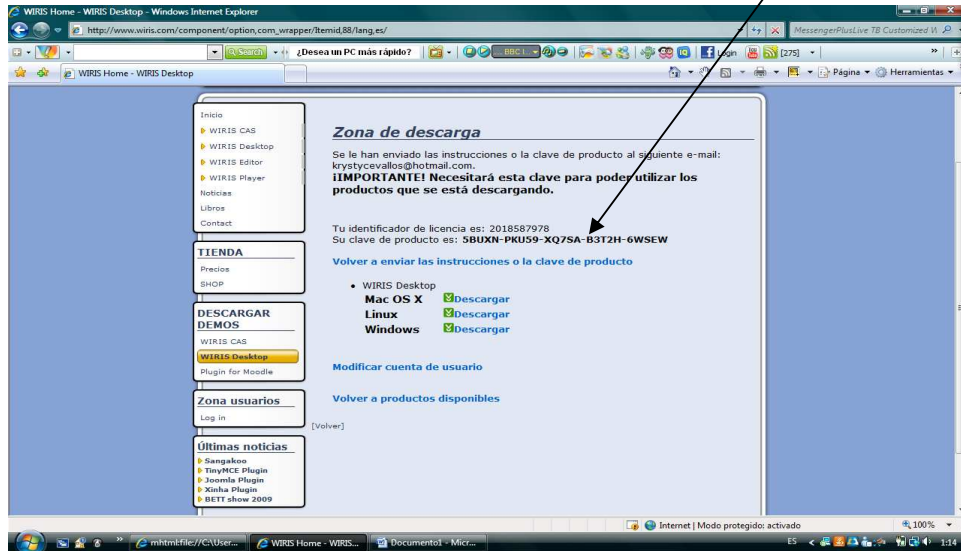 WIRIS Home - WIRIS Desktop - Windows Internet Explorer
http://www.wiris.com/component/option,com_wrapper/Itemid,88/lang,es/
MessengerPlusLive TB Customized W
Search
¿Desea un PC más rápido?
BBC 1
Login
[275]
WIRIS Home - WIRIS Desktop
Página
Herramientas
Inicio
WIRIS CAS
WIRIS Desktop
WIRIS Editor
WIRIS Player
Noticias
Libros
Contact
TIENDA
Precios
SHOP
DESCARGAR
DEMOS
WIRIS CAS
WIRIS Desktop
Plugin for Moodle
Zona usuarios
Log in
Últimas noticias
Sangakoo
TinyMCE Plugin
Joomla Plugin
Xinha Plugin
BETT show 2009
Zona de descarga
Se le han enviado las instrucciones o la clave de producto al siguiente e-mail:
krystycevallos@hotmail.com.
¡IMPORTANTE! Necesitará esta clave para poder utilizar los
productos que se está descargando.
Tu identificador de licencia es: 2018587978
Su clave de producto es: 5BUXN-PKU59-XQ7SA-B3T2H-6WSEW
Volver a enviar las instrucciones o la clave de producto
• WIRIS Desktop
Mac OS X Descargar
Linux Descargar
Windows Descargar
Modificar cuenta de usuario
Volver a productos disponibles
[Volver]
Internet | Modo protegido: activado
100%
mhtml:file://C:\User...
WIRIS Home - WIRIS...
Documento1 - Micr...
ES
1:14